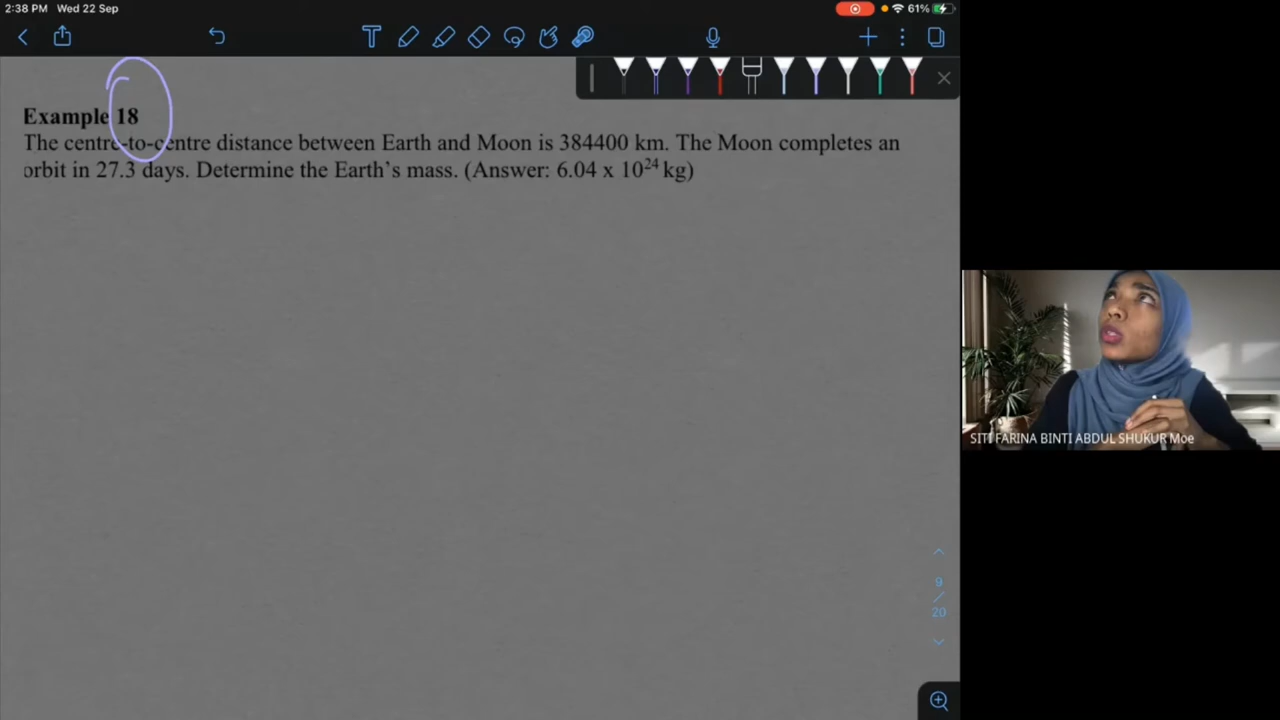 2:38 PM Wed 22 Sep
61%
Example 18
The centre-to-centre distance between Earth and Moon is 384400 km. The Moon completes an
orbit in 27.3 days. Determine the Earth's mass. (Answer: 6.04 x 10²⁴ kg)
SITI FARINA BINTI ABDUL SHUKUR Moe
9
/
20